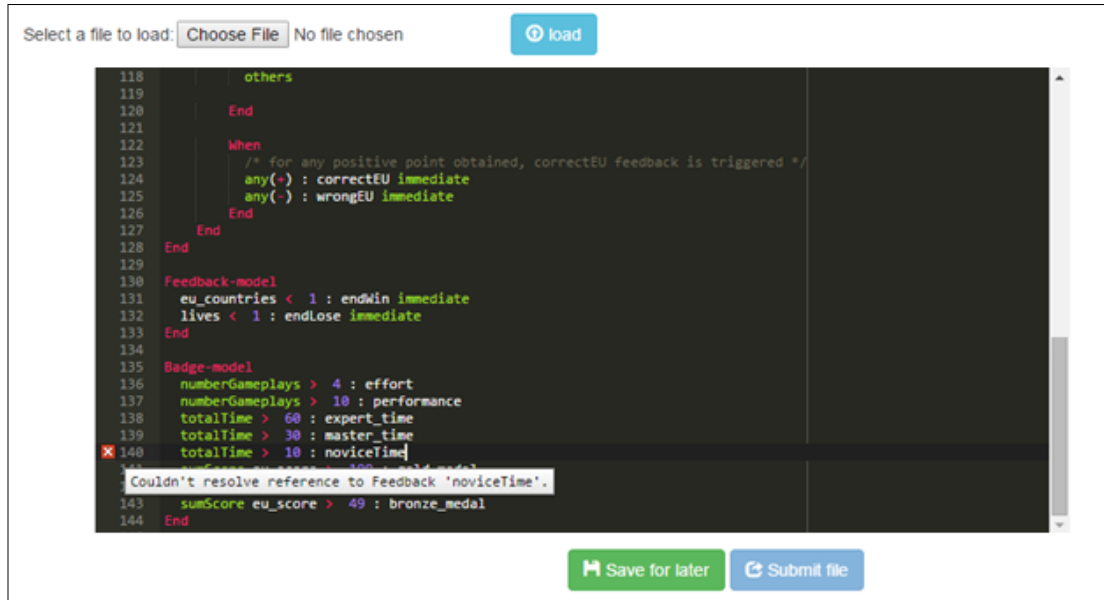 Select a file to load: Choose File No file chosen load
118 others
119
120 End
121
122 When
123 /* for any positive point obtained, correctEU feedback is triggered */
124 any(+) : correctEU immediate
125 any(-) : wrongEU immediate
126 End
127 End
128 End
129
130 Feedback-model
131 eu_countries < 1 : endWin immediate
132 lives < 1 : endLose immediate
133 End
134
135 Badge-model
136 numberGameplays > 4 : effort
137 numberGameplays > 10 : performance
138 totalTime > 60 : expert_time
139 totalTime > 30 : master_time
140 totalTime > 10 : noviceTime
Couldn't resolve reference to Feedback 'noviceTime'.
143 sumScore eu_score > 49 : bronze_medal
144 End
Save for later Submit file